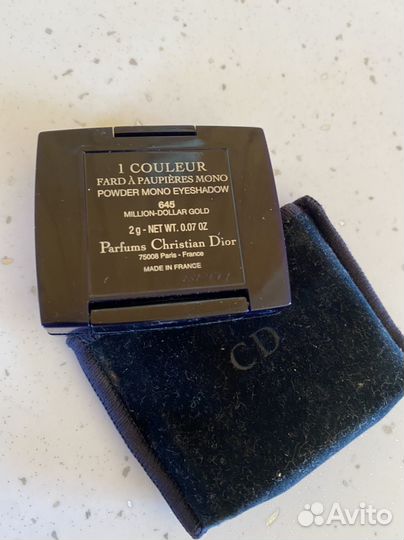 1 COULEUR
FARD À PAUPIÈRES MONO
POWDER MONO EYESHADOW
645
MILLION-DOLLAR GOLD
2 g - NET WT. 0.07 OZ
Parfums Christian Dior
75008 Paris - France
MADE IN FRANCE
CD
Avito